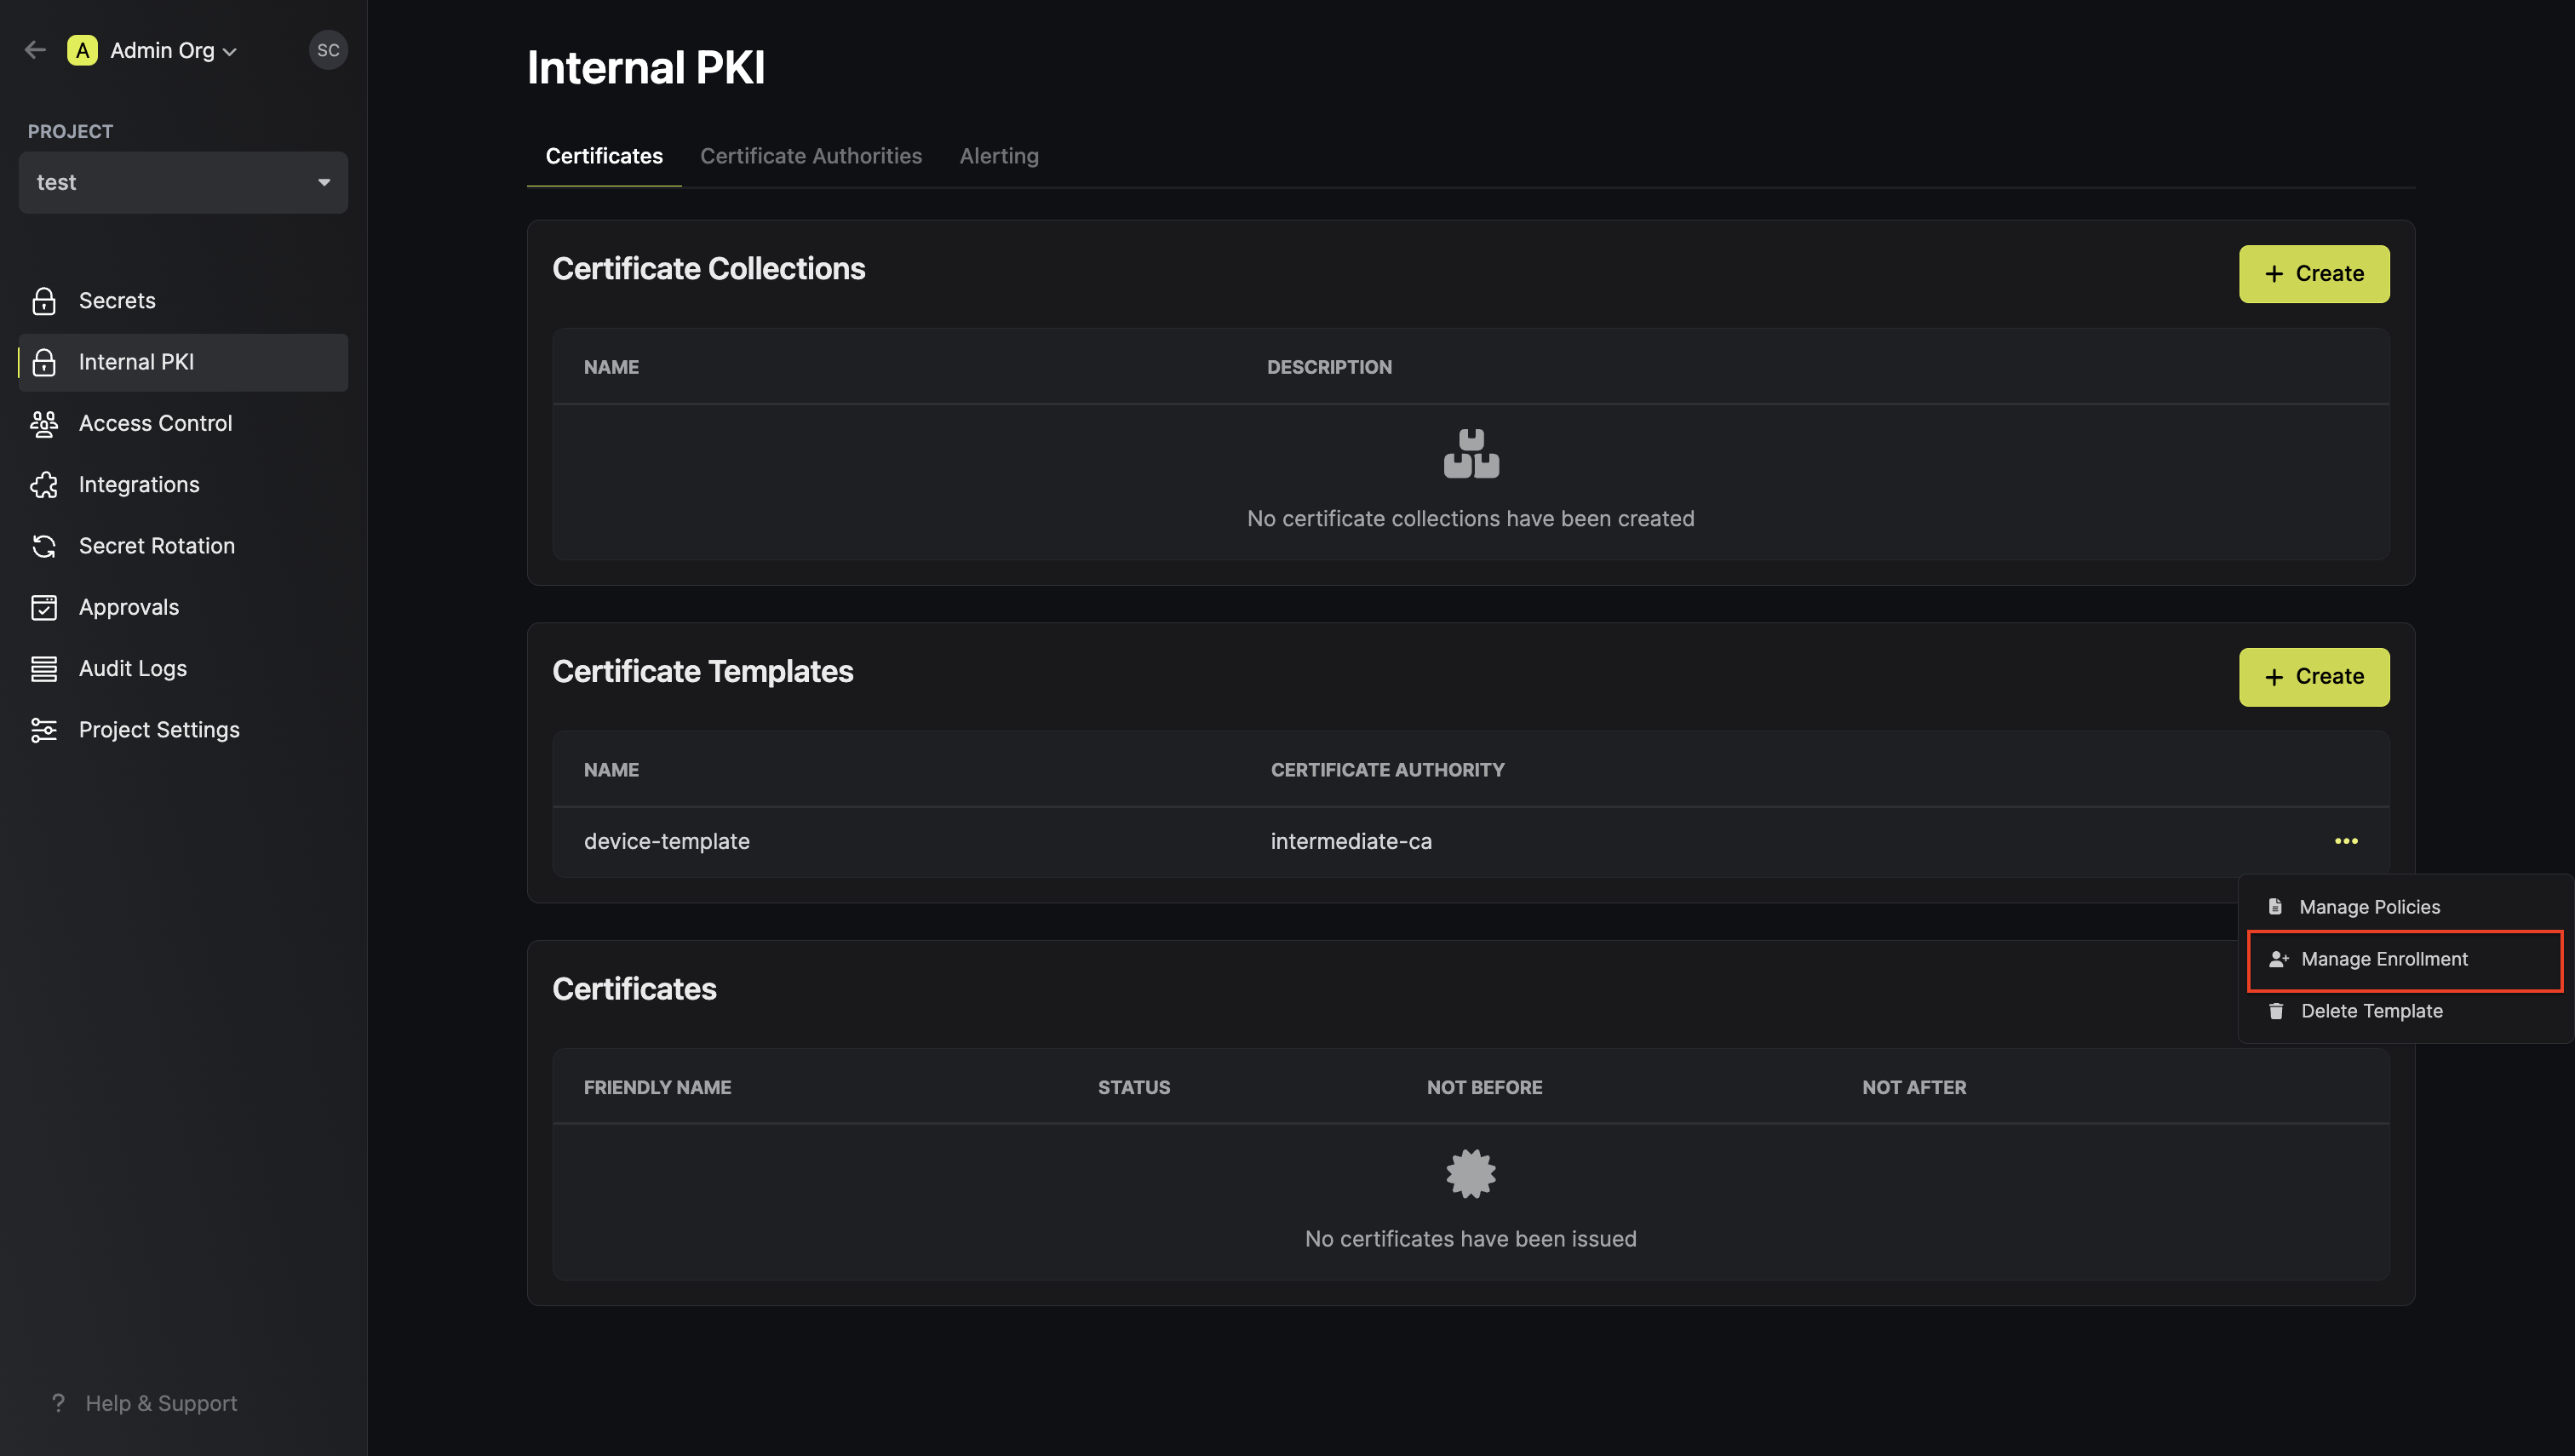 A Admin Org
SC
PROJECT
test
Secrets
Internal PKI
Access Control
Integrations
Secret Rotation
Approvals
Audit Logs
Project Settings
? Help & Support
Internal PKI
Certificates Certificate Authorities Alerting
Certificate Collections
+ Create
NAME DESCRIPTION
No certificate collections have been created
Certificate Templates
+ Create
NAME CERTIFICATE AUTHORITY
device-template intermediate-ca
Manage Policies
Manage Enrollment
Delete Template
Certificates
FRIENDLY NAME STATUS NOT BEFORE NOT AFTER
No certificates have been issued